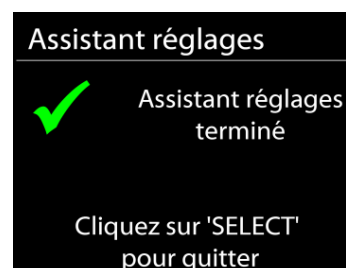 Assistant réglages
Assistant réglages
terminé
Cliquez sur 'SELECT'
pour quitter